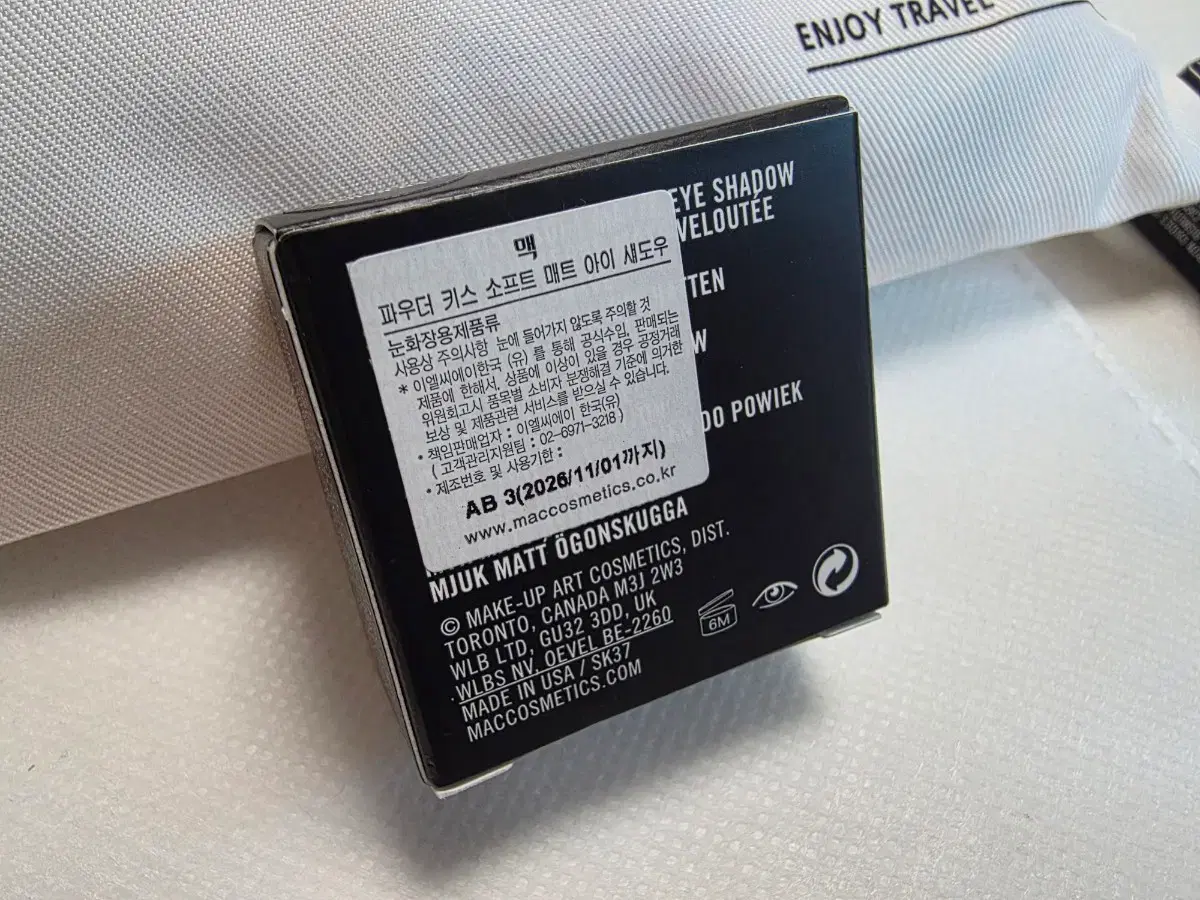 ENJOY TRAVEL
EYE SHADOW
VELOUTÉE
맥
파우더 키스 소프트 매트 아이 섀도우
눈화장용제품류
사용상 주의사항 눈에 들어가지 않도록 주의할 것
* 이엘씨에이한국 (유) 를 통해 공식수입, 판매되는
제품에 한해서, 상품에 이상이 있을 경우 공정거래
위원회고시 품목별 소비자 분쟁해결 기준에 의거한
보상 및 제품관련 서비스를 받으실 수 있습니다.
• 책임판매업자 : 이엘씨에이 한국(유)
( 고객관리지원팀 : 02-6971-3218 )
• 제조번호 및 사용기한 :
AB 3(2026/11/01까지)
www.maccosmetics.co.kr
TTEN
W
DO POWIEK
MJUK MATT ÖGONSKUGGA
© MAKE-UP ART COSMETICS, DIST.
TORONTO, CANADA M3J 2W3
WLB LTD, GU32 3DD, UK
WLBS NV, OEVEL BE-2260
MADE IN USA / SK37
MACCOSMETICS.COM
6M